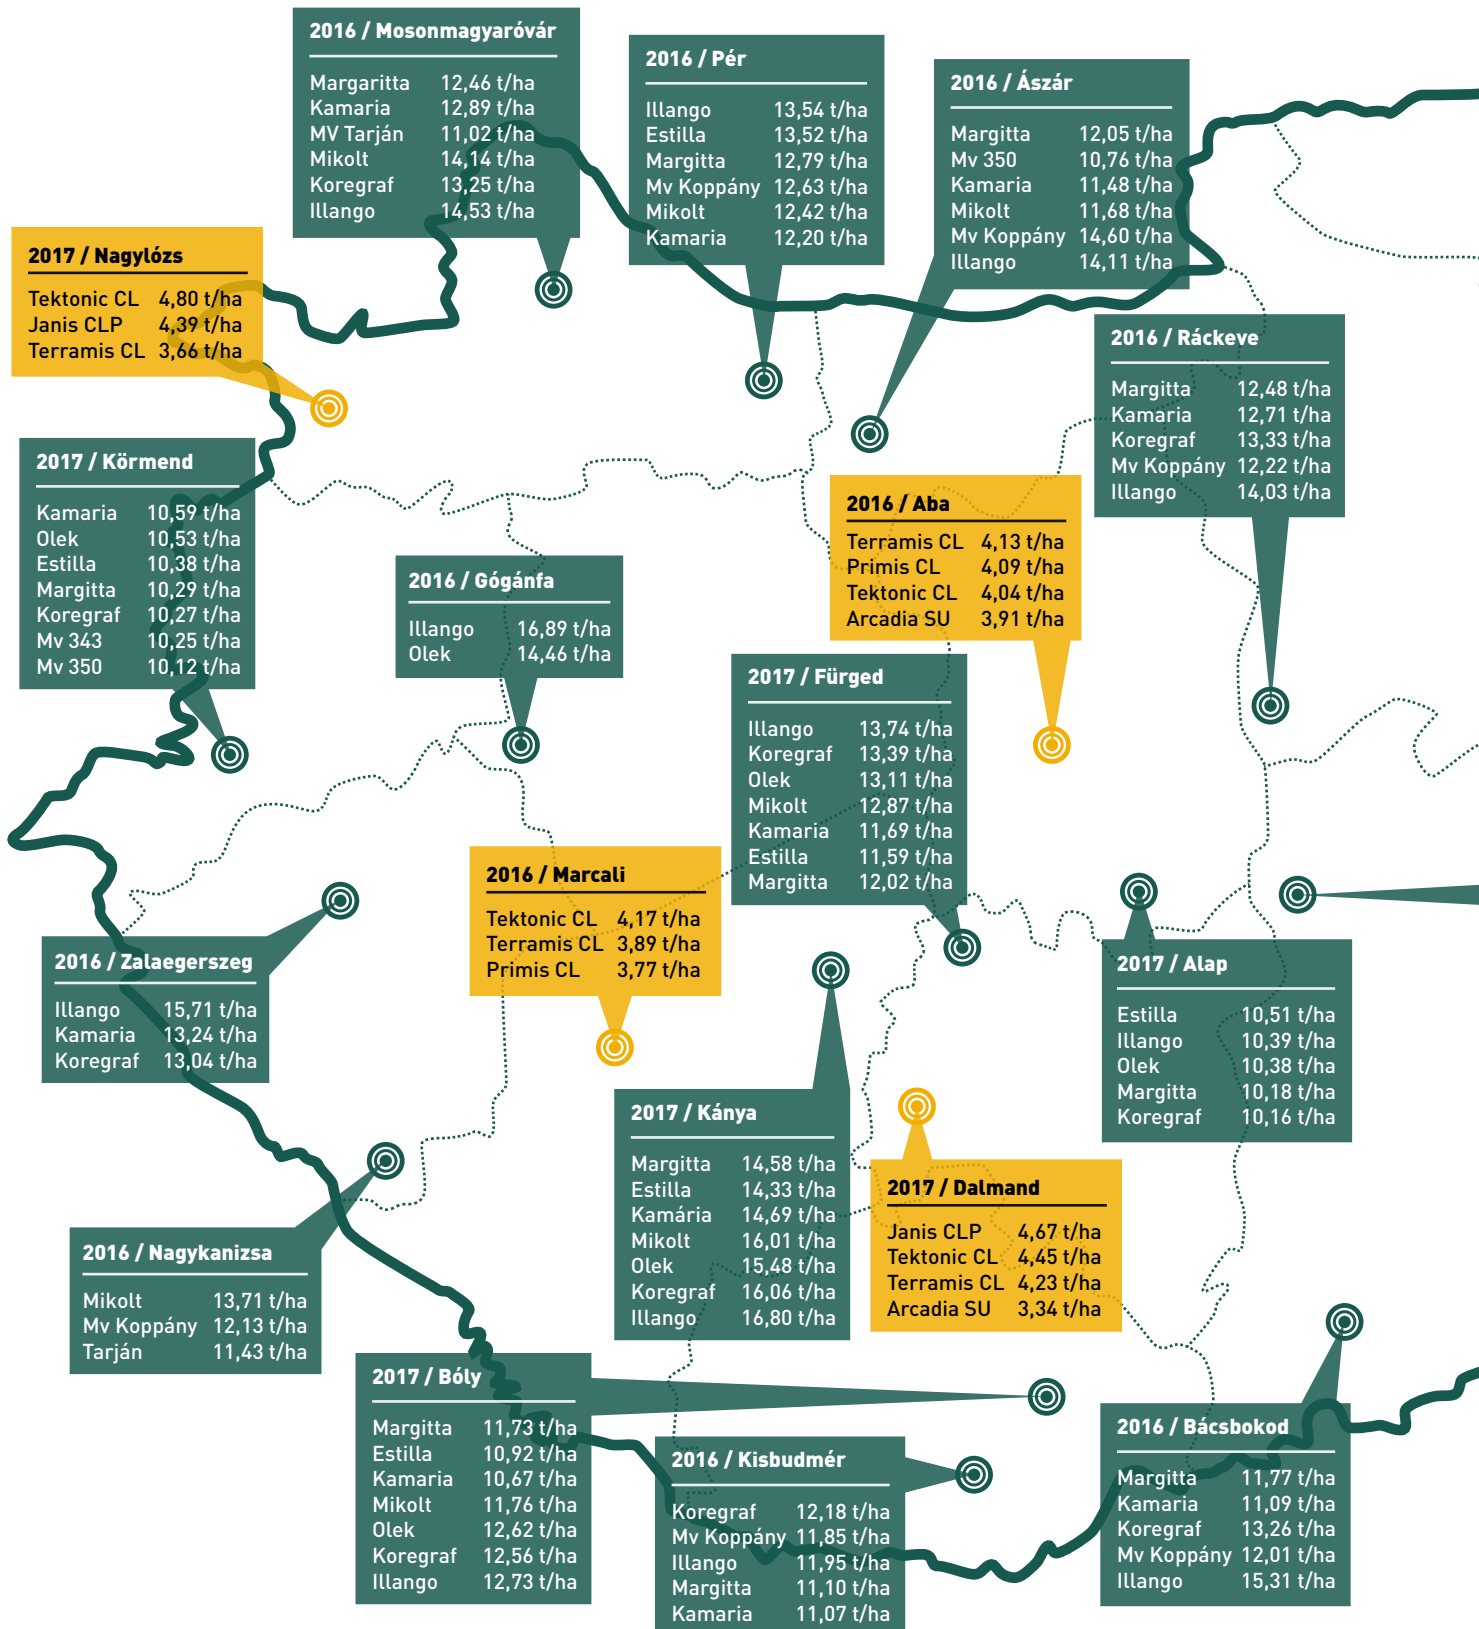 2016 / Mosonmagyaróvár
Margaritta 12,46 t/ha
Kamaria 12,89 t/ha
MV Tarján 11,02 t/ha
Mikolt 14,14 t/ha
Koregraf 13,25 t/ha
Illango 14,53 t/ha
2016 / Pér
Illango 13,54 t/ha
Estilla 13,52 t/ha
Margitta 12,79 t/ha
Mv Koppány 12,63 t/ha
Mikolt 12,42 t/ha
Kamaria 12,20 t/ha
2016 / Ászár
Margitta 12,05 t/ha
Mv 350 10,76 t/ha
Kamaria 11,48 t/ha
Mikolt 11,68 t/ha
Mv Koppány 14,60 t/ha
Illango 14,11 t/ha
2017 / Nagylózs
Tektonic CL 4,80 t/ha
Janis CLP 4,39 t/ha
Terramis CL 3,66 t/ha
2016 / Ráckeve
Margitta 12,48 t/ha
Kamaria 12,71 t/ha
Koregraf 13,33 t/ha
Mv Koppány 12,22 t/ha
Illango 14,03 t/ha
2017 / Körmend
Kamaria 10,59 t/ha
Olek 10,53 t/ha
Estilla 10,38 t/ha
Margitta 10,29 t/ha
Koregraf 10,27 t/ha
Mv 343 10,25 t/ha
Mv 350 10,12 t/ha
2016 / Aba
Terramis CL 4,13 t/ha
Primis CL 4,09 t/ha
Tektonic CL 4,04 t/ha
Arcadia SU 3,91 t/ha
2016 / Gógánfa
Illango 16,89 t/ha
Olek 14,46 t/ha
2017 / Fürged
Illango 13,74 t/ha
Koregraf 13,39 t/ha
Olek 13,11 t/ha
Mikolt 12,87 t/ha
Kamaria 11,69 t/ha
Estilla 11,59 t/ha
Margitta 12,02 t/ha
2016 / Marcali
Tektonic CL 4,17 t/ha
Terramis CL 3,89 t/ha
Primis CL 3,77 t/ha
2016 / Zalaegerszeg
Illango 15,71 t/ha
Kamaria 13,24 t/ha
Koregraf 13,04 t/ha
2017 / Alap
Estilla 10,51 t/ha
Illango 10,39 t/ha
Olek 10,38 t/ha
Margitta 10,18 t/ha
Koregraf 10,16 t/ha
2017 / Kánya
Margitta 14,58 t/ha
Estilla 14,33 t/ha
Kamária 14,69 t/ha
Mikolt 16,01 t/ha
Olek 15,48 t/ha
Koregraf 16,06 t/ha
Illango 16,80 t/ha
2017 / Dalmand
Janis CLP 4,67 t/ha
Tektonic CL 4,45 t/ha
Terramis CL 4,23 t/ha
Arcadia SU 3,34 t/ha
2016 / Nagykanizsa
Mikolt 13,71 t/ha
Mv Koppány 12,13 t/ha
Tarján 11,43 t/ha
2017 / Bóly
Margitta 11,73 t/ha
Estilla 10,92 t/ha
Kamaria 10,67 t/ha
Mikolt 11,76 t/ha
Olek 12,62 t/ha
Koregraf 12,56 t/ha
Illango 12,73 t/ha
2016 / Kisbudmér
Koregraf 12,18 t/ha
Mv Koppány 11,85 t/ha
Illango 11,95 t/ha
Margitta 11,10 t/ha
Kamaria 11,07 t/ha
2016 / Bácsbokod
Margitta 11,77 t/ha
Kamaria 11,09 t/ha
Koregraf 13,26 t/ha
Mv Koppány 12,01 t/ha
Illango 15,31 t/ha